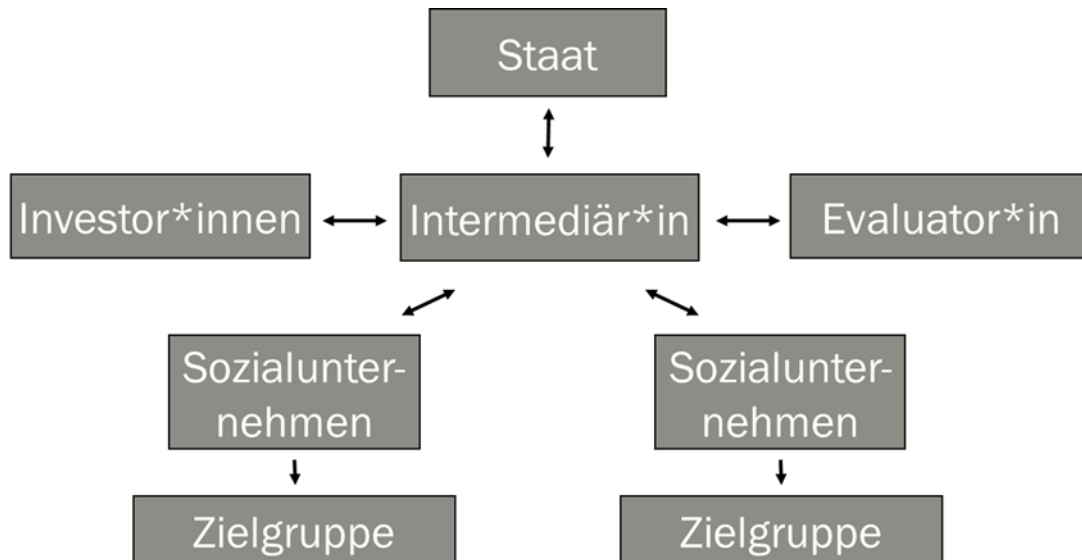 Staat
Investor*innen
Intermediär*in
Evaluator*in
Sozialunter-
nehmen
Sozialunter-
nehmen
Zielgruppe
Zielgruppe